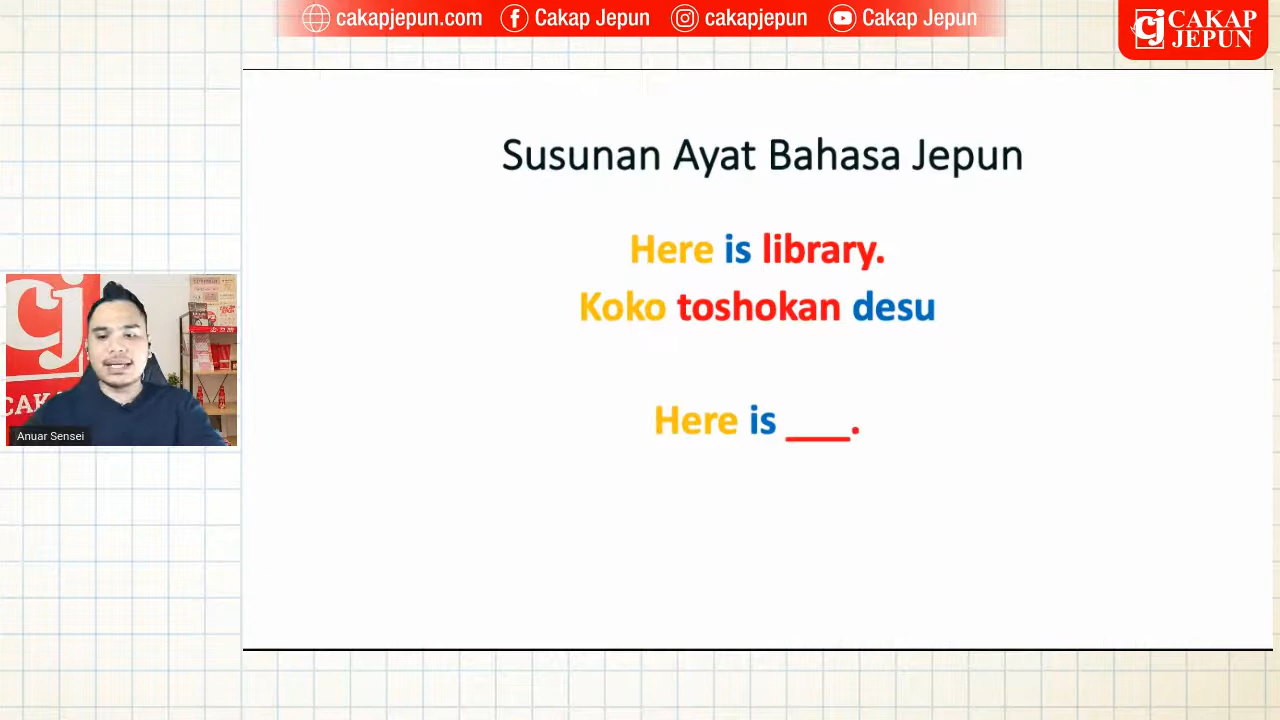 cakapjepun.com Cakap Jepun cakapjepun Cakap Jepun
CAKAP
JEPUN
Susunan Ayat Bahasa Jepun
Here is library.
Koko toshokan desu
Here is ___.
cj
Anuar Sensei